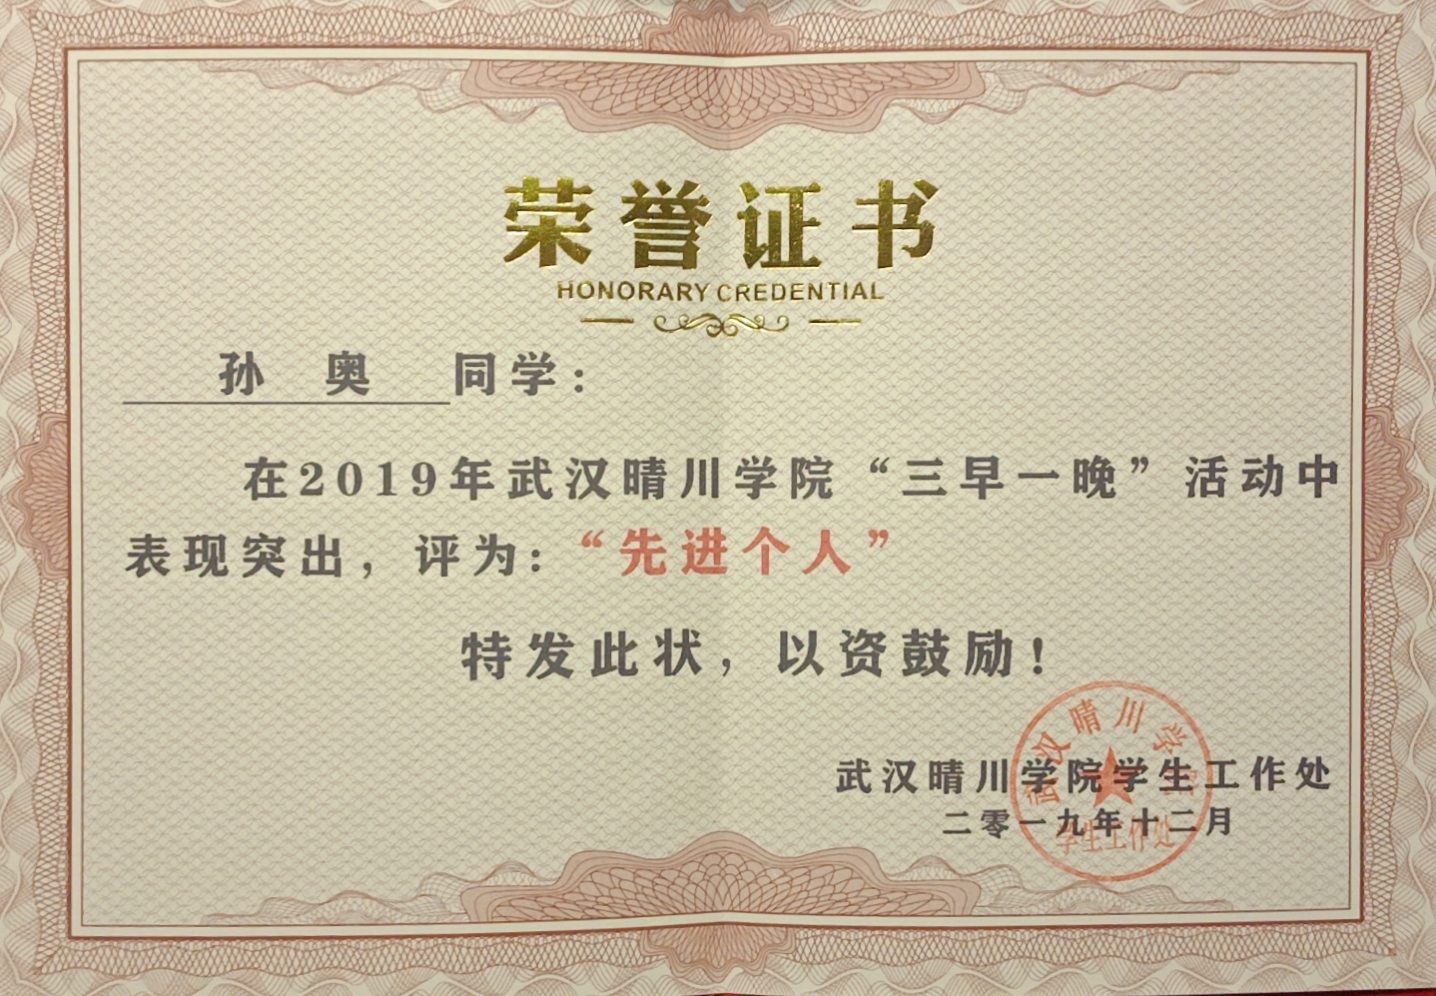 荣誉证书
HONORARY CREDENTIAL
孙 奥 同学：
在2019年武汉晴川学院“三早一晚”活动中
表现突出，评为：“先进个人”
特发此状，以资鼓励！
武汉晴川学院学生工作处
二零一九年十二月
武汉晴川学院
学生工作处